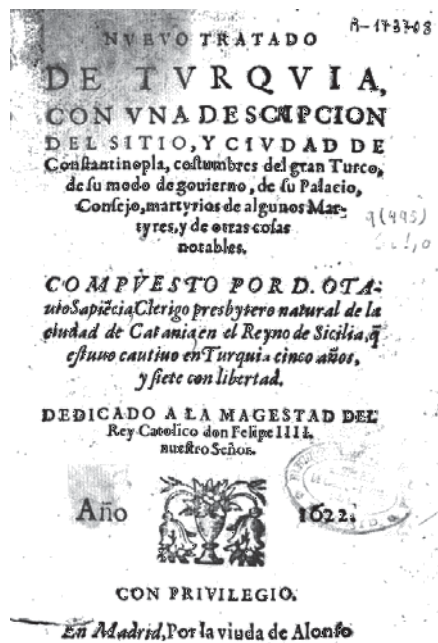 R-173708
NVEVO TRATADO
DE TVRQVIA,
CON VNA DESCRIPCION
DEL SITIO, Y CIVDAD DE
Constantinopla, costumbres del gran Turco,
de su modo de gouierno, de su Palacio,
Consejo, martyrios de algunos Mar-
tyres, y de otras cosas
notables.
9(495)
COMPVESTO POR D. OTA-
uio Sapiẽcia, Clerigo presbytero natural de la
ciudad de Catania, en el Reyno de Sicilia, q̃
estuuo cautiuo en Turquia cinco años,
y siete con libertad.
DEDICADO A LA MAGESTAD DEL
Rey Catolico don Felipe IIII.
nuestro Señor.
Año 1622.
CON PRIVILEGIO.
En Madrid, Por la viuda de Alonso